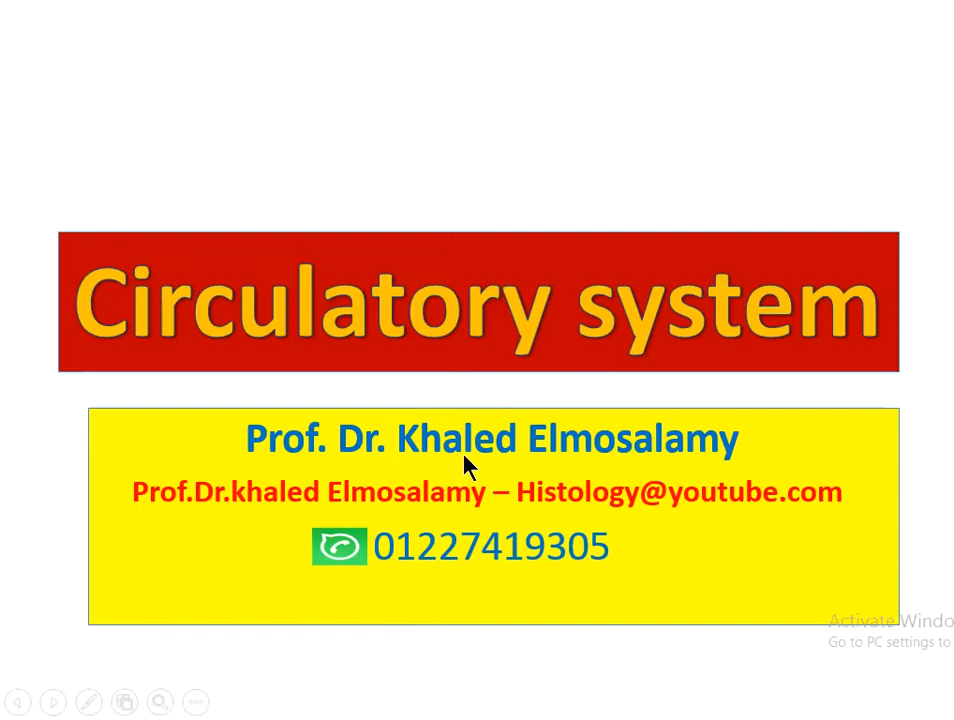 Circulatory system
Prof. Dr. Khaled Elmosalamy
Prof.Dr.khaled Elmosalamy – Histology@youtube.com
01227419305
Activate Windo
Go to PC settings to